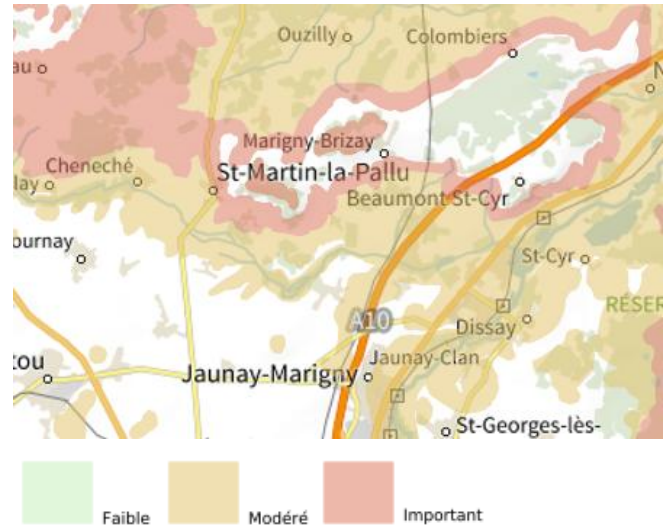 Ouzilly
Colombiers
au
N
Marigny-Brizay
Cheneché
St-Martin-la-Pallu
lay
Beaumont St-Cyr
ournay
St-Cyr
RÉSER
A10
Dissay
tou
Jaunay-Clan
Jaunay-Marigny
St-Georges-lès-
Faible
Modéré
Important